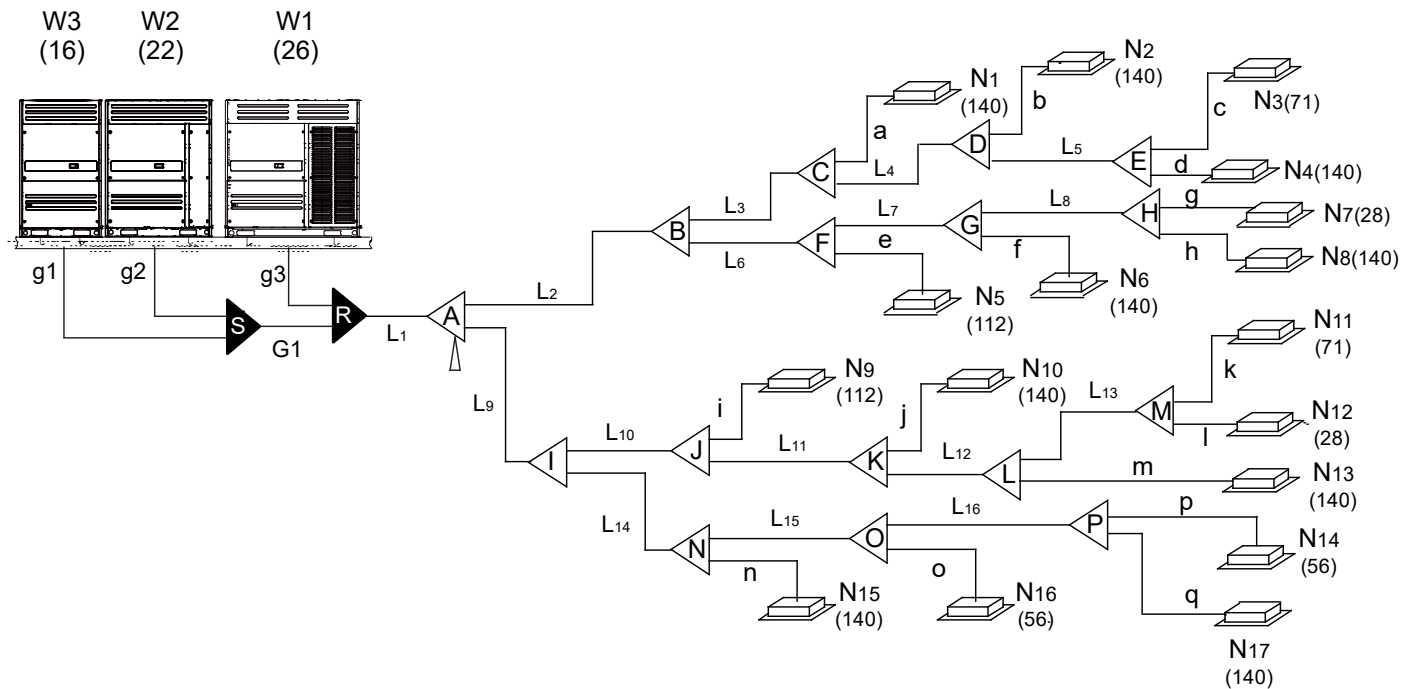 W3
(16)
W2
(22)
W1
(26)
g1
g2
g3
S
G1
R
L1
A
L2
B
L3
C
a
N1
(140)
L4
D
b
N2
(140)
L5
E
c
N3(71)
d
N4(140)
L6
F
L7
e
N5
(112)
G
f
N6
(140)
L8
H
g
N7(28)
h
N8(140)
L9
I
L10
J
i
N9
(112)
L11
K
j
N10
(140)
L12
L
L13
M
k
N11
(71)
l
N12
(28)
m
N13
(140)
L14
N
L15
n
N15
(140)
O
o
N16
(56)
L16
P
p
N14
(56)
q
N17
(140)